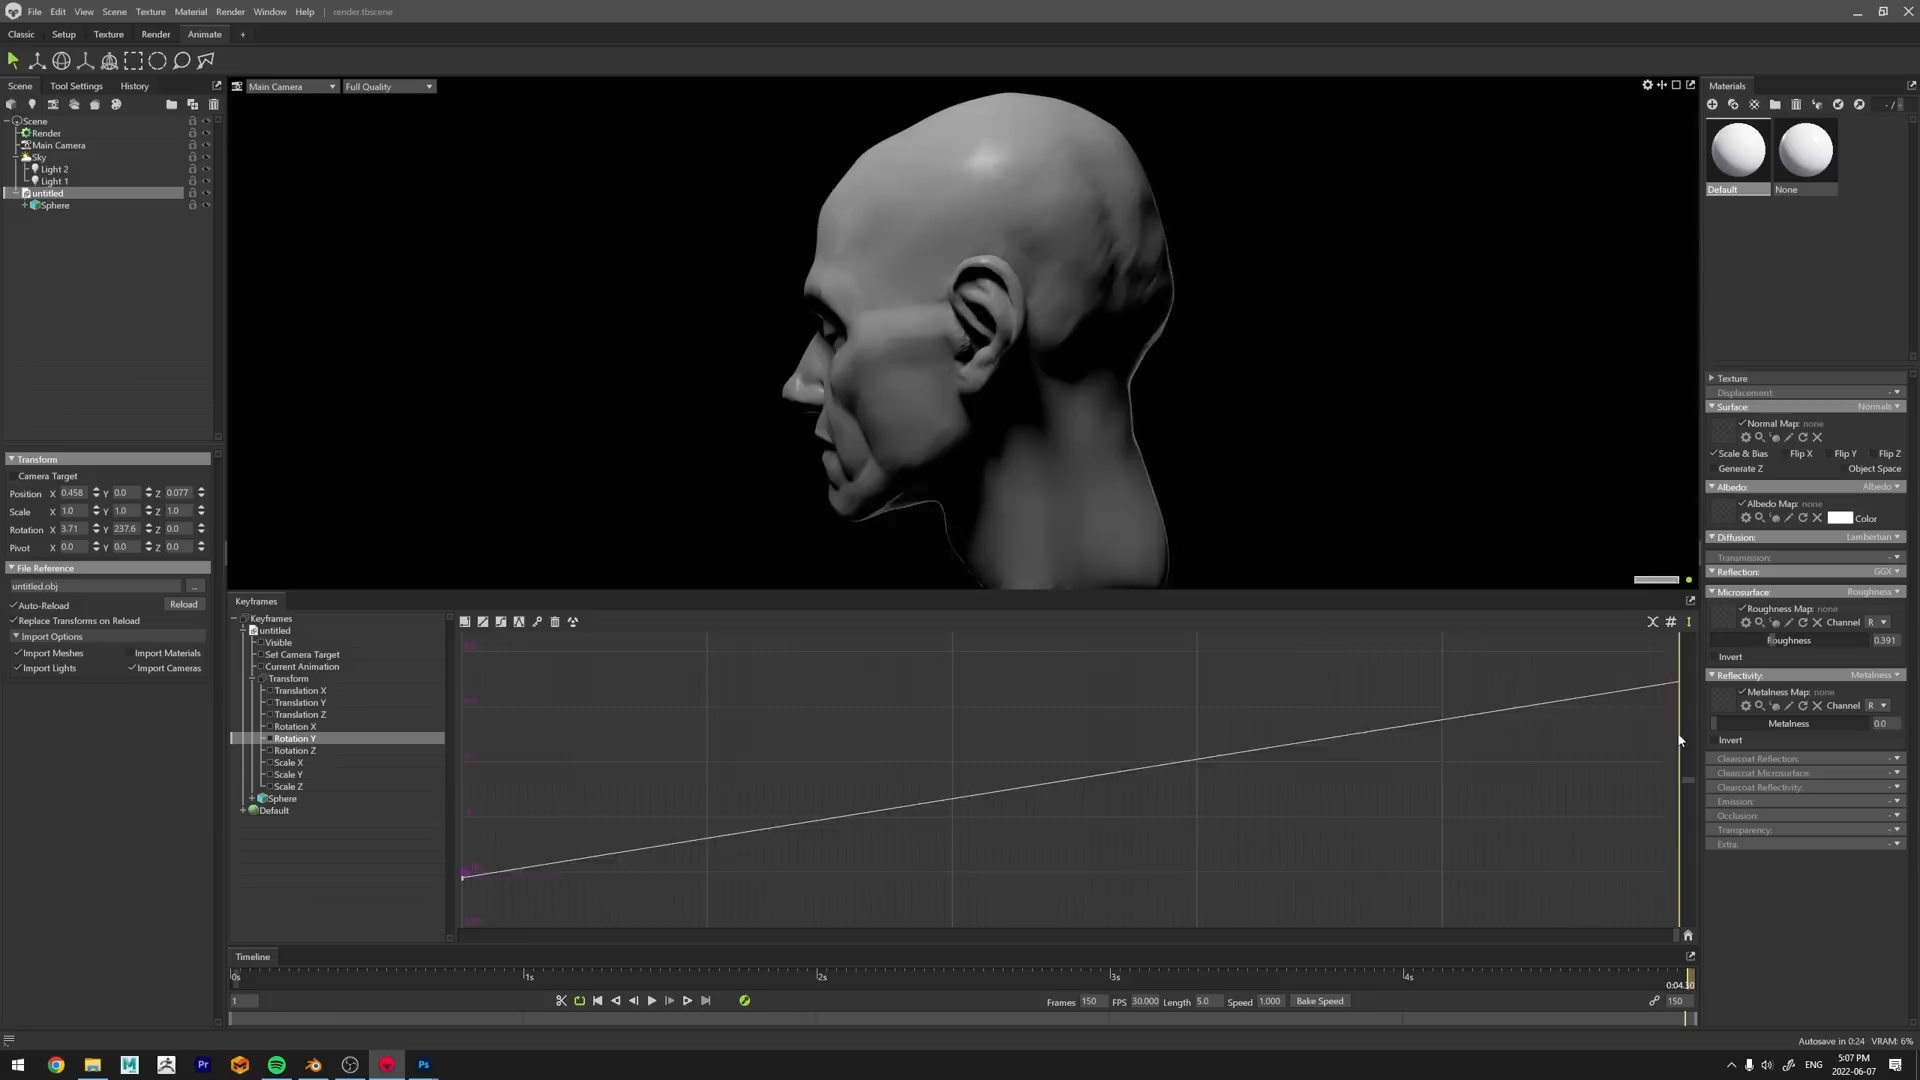 File Edit View Scene Texture Material Render Window Help render.tbscene
Classic Setup Texture Render Animate +
Scene Tool Settings History
Main Camera Full Quality
Materials
Scene
Render
Main Camera
Sky
Light 2
Light 1
untitled
Sphere
Default None
Transform
Camera Target
Position X 0.458 Y 0.0 Z 0.077
Scale X 1.0 Y 1.0 Z 1.0
Rotation X 3.71 Y 237.6 Z 0.0
Pivot X 0.0 Y 0.0 Z 0.0
File Reference
untitled.obj ...
Auto-Reload Reload
Replace Transforms on Reload
Import Options
Import Meshes Import Materials
Import Lights Import Cameras
Keyframes
Keyframes
untitled
Visible
Set Camera Target
Current Animation
Transform
Translation X
Translation Y
Translation Z
Rotation X
Rotation Y
Rotation Z
Scale X
Scale Y
Scale Z
Sphere
Default
Texture
Displacement:
Surface: Normals
Normal Map: none
Scale & Bias Flip X Flip Y Flip Z
Generate Z Object Space
Albedo: Albedo
Albedo Map: none
Color
Diffusion: Lambertian
Transmission:
Reflection: GGX
Microsurface: Roughness
Roughness Map: none
Channel R
Roughness 0.391
Invert
Reflectivity: Metalness
Metalness Map: none
Channel R
Metalness 0.0
Invert
Clearcoat Reflection:
Clearcoat Microsurface:
Clearcoat Reflectivity:
Emission:
Occlusion:
Transparency:
Extra:
Timeline
0s 1s 2s 3s 4s
0:04.30
1 Frames 150 FPS 30.000 Length 5.0 Speed 1.000 Bake Speed 150
Autosave in 0:24 VRAM: 6%
Pr Ps
ENG 5:07 PM
2022-06-07